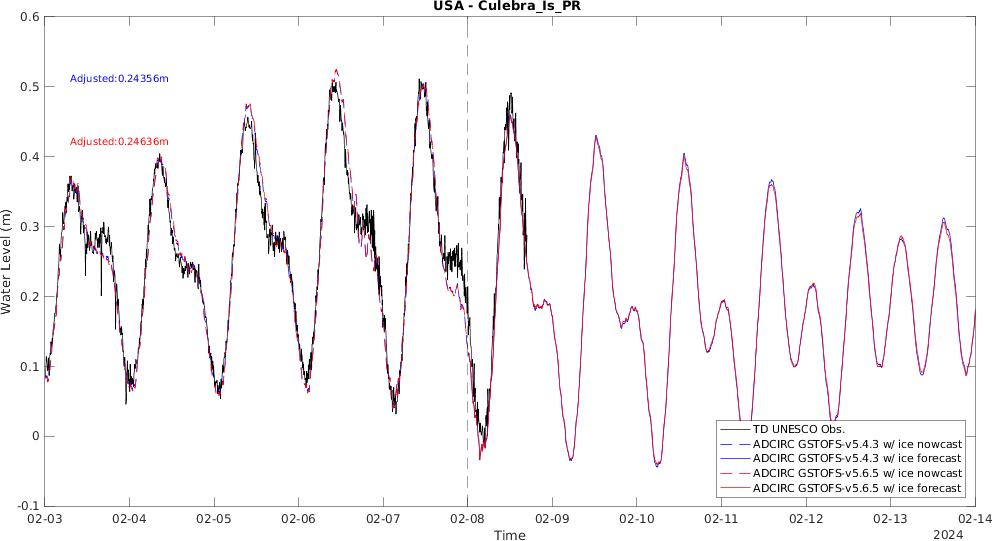 USA - Culebra_Is_PR
0.6
0.5
0.4
0.3
0.2
0.1
0
-0.1
Water Level (m)
Adjusted:0.24356m
Adjusted:0.24636m
TD UNESCO Obs.
ADCIRC GSTOFS-v5.4.3 w/ ice nowcast
ADCIRC GSTOFS-v5.4.3 w/ ice forecast
ADCIRC GSTOFS-v5.6.5 w/ ice nowcast
ADCIRC GSTOFS-v5.6.5 w/ ice forecast
02-03 02-04 02-05 02-06 02-07 02-08 02-09 02-10 02-11 02-12 02-13 02-14
Time
2024